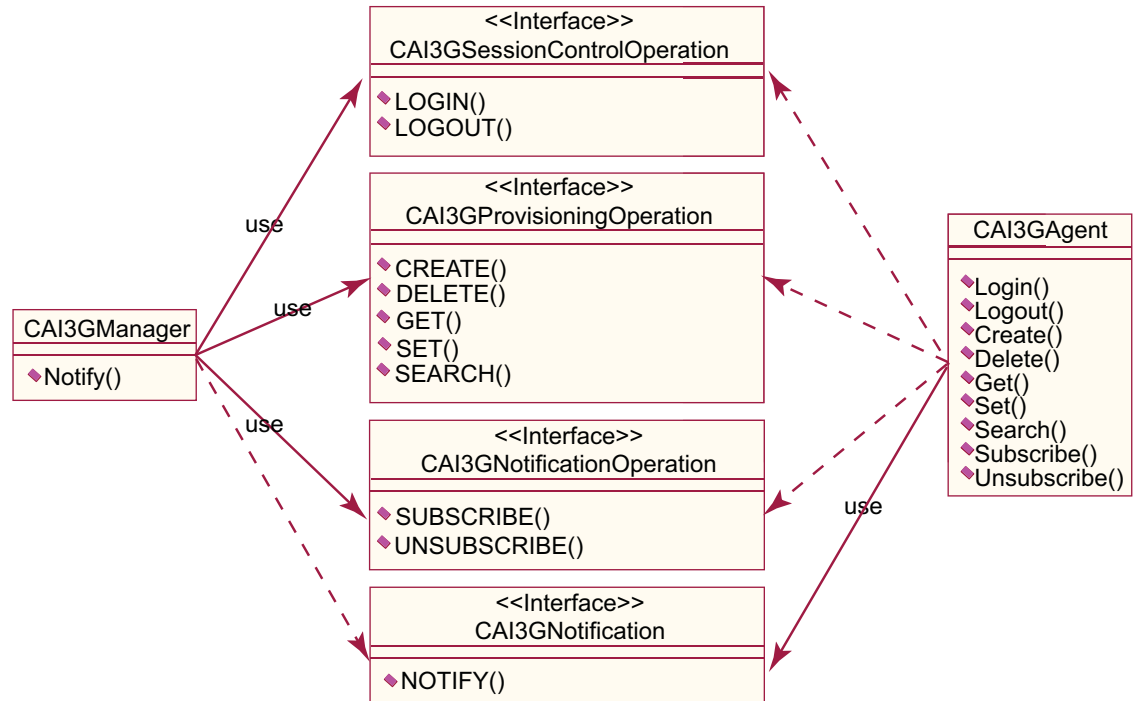 <<Interface>>
CAI3GSessionControlOperation
LOGIN()
LOGOUT()
<<Interface>>
CAI3GProvisioningOperation
CREATE()
DELETE()
GET()
SET()
SEARCH()
<<Interface>>
CAI3GNotificationOperation
SUBSCRIBE()
UNSUBSCRIBE()
<<Interface>>
CAI3GNotification
NOTIFY()
CAI3GManager
Notify()
use
use
use
CAI3GAgent
Login()
Logout()
Create()
Delete()
Get()
Set()
Search()
Subscribe()
Unsubscribe()
use